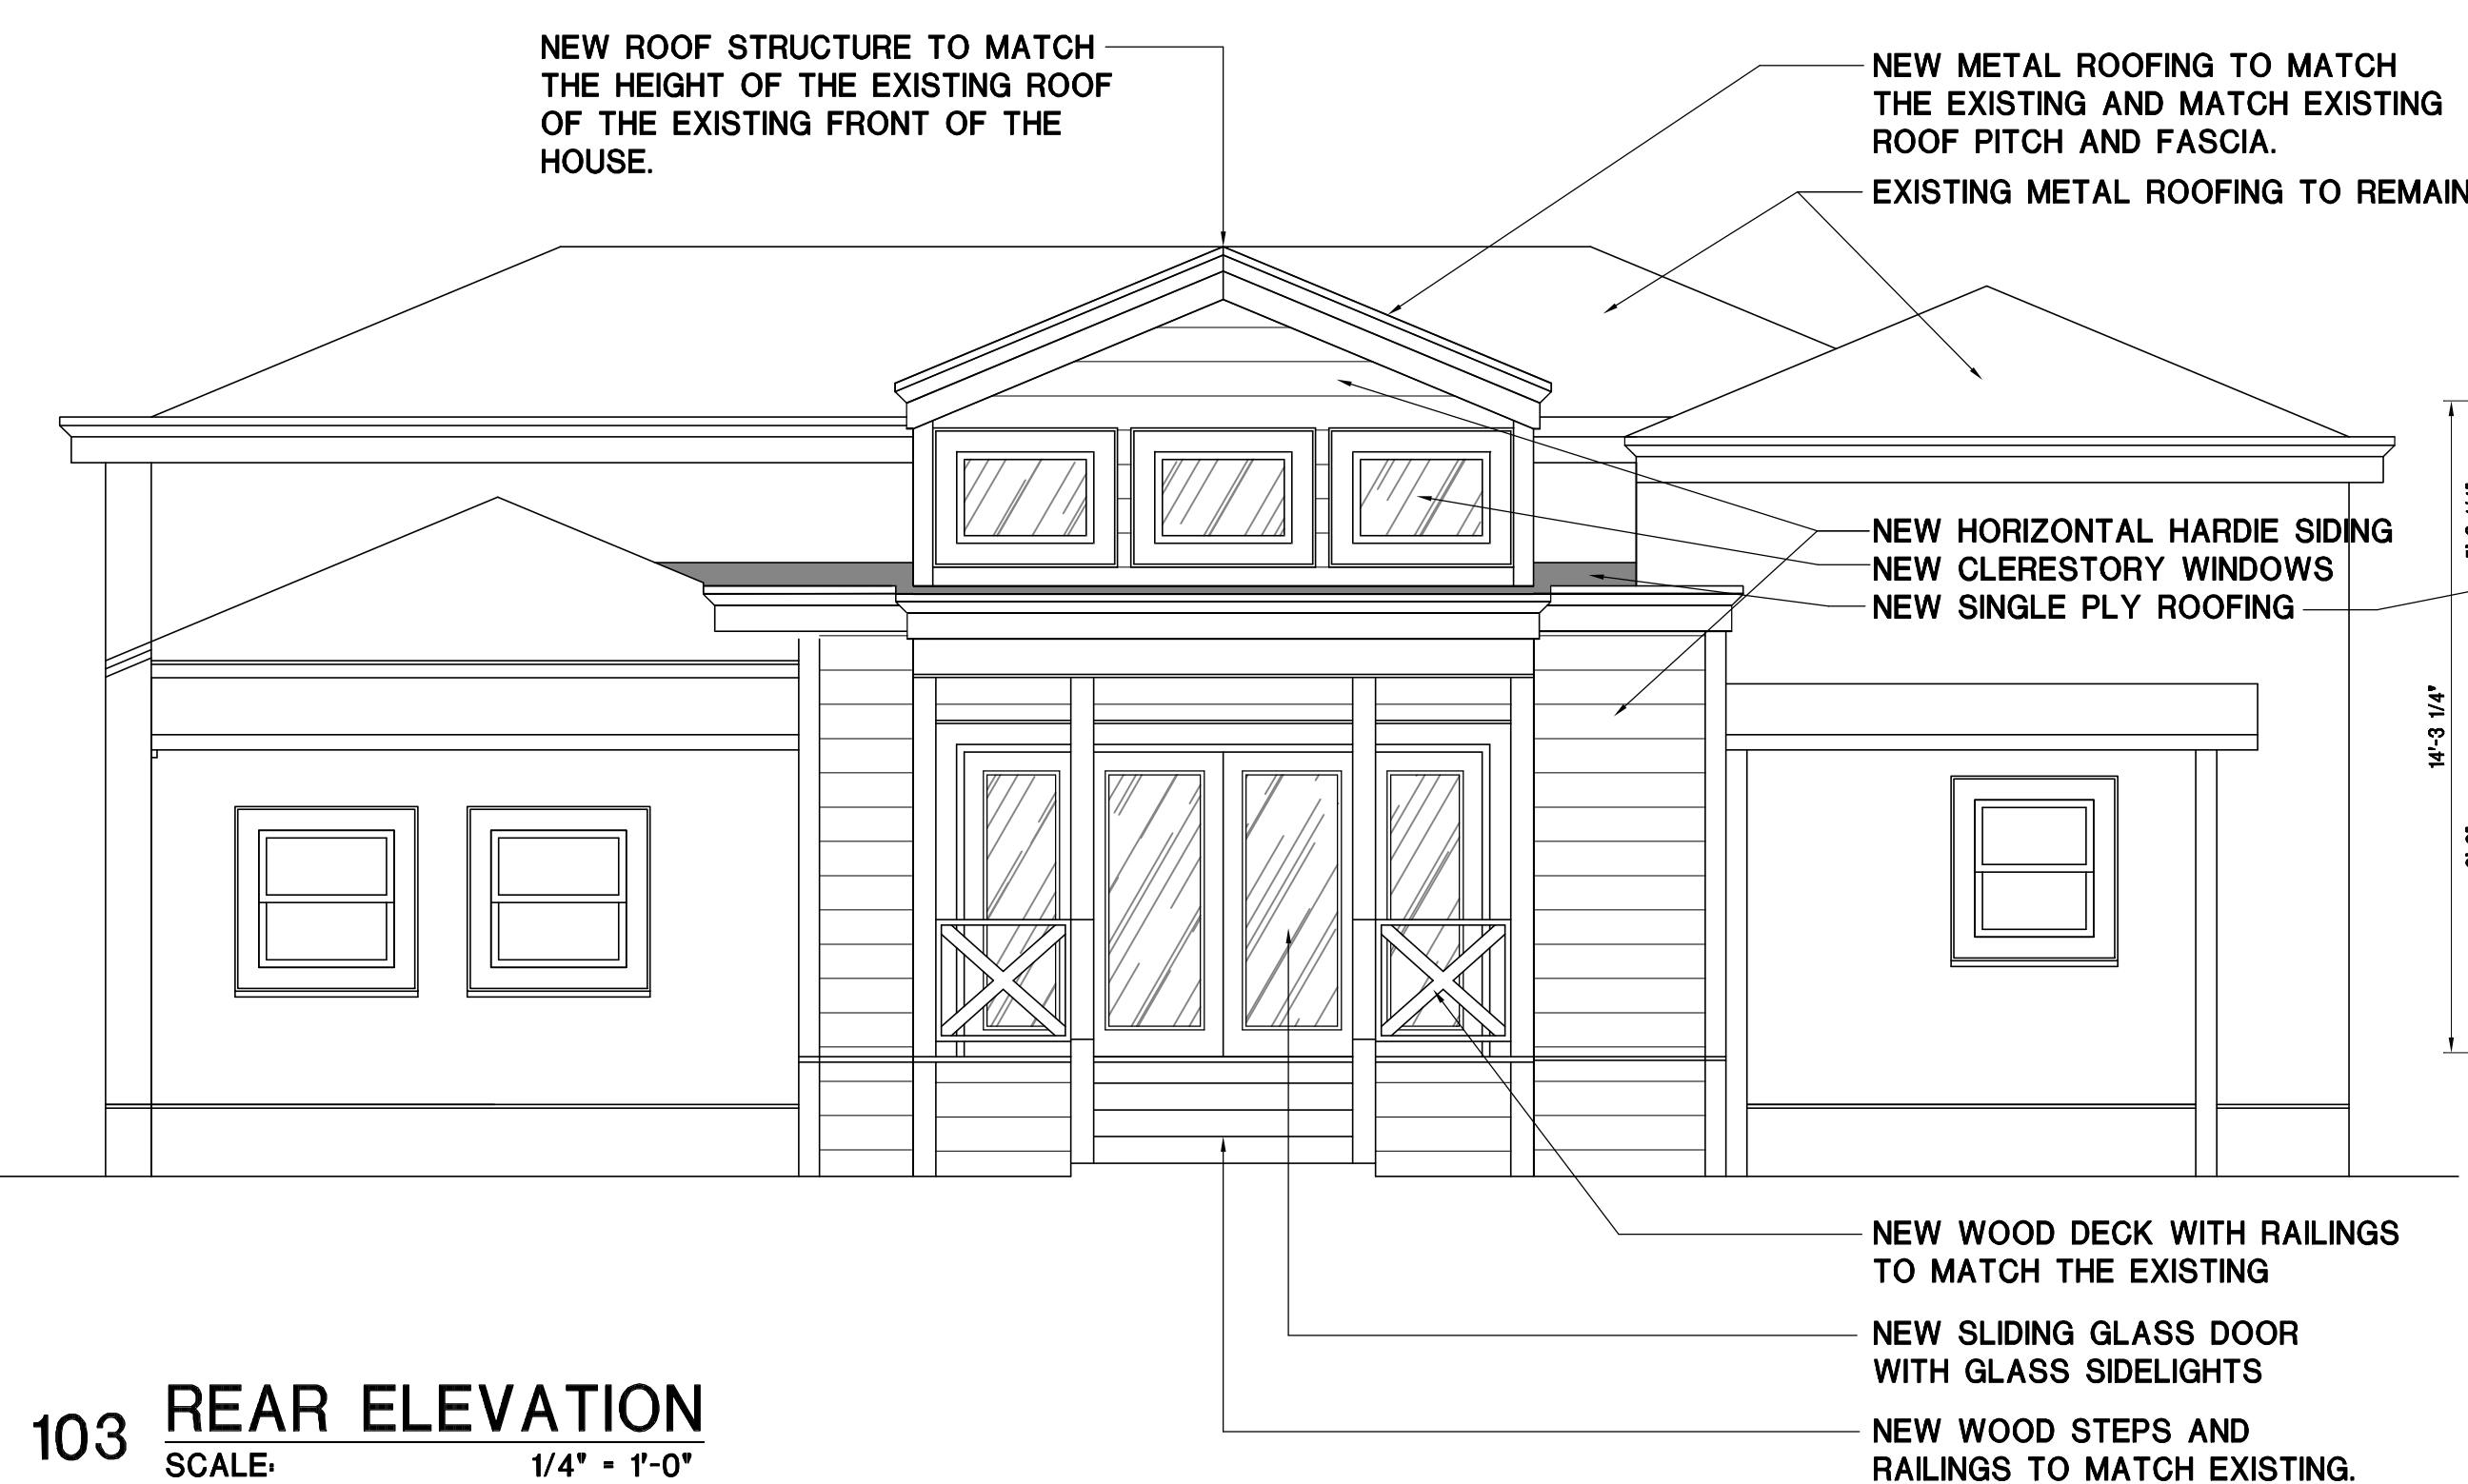 NEW ROOF STRUCTURE TO MATCH
THE HEIGHT OF THE EXISTING ROOF
OF THE EXISTING FRONT OF THE
HOUSE.
NEW METAL ROOFING TO MATCH
THE EXISTING AND MATCH EXISTING
ROOF PITCH AND FASCIA.
EXISTING METAL ROOFING TO REMAIN
NEW HORIZONTAL HARDIE SIDING
NEW CLERESTORY WINDOWS
NEW SINGLE PLY ROOFING
14'-3 1/4"
NEW WOOD DECK WITH RAILINGS
TO MATCH THE EXISTING
NEW SLIDING GLASS DOOR
WITH GLASS SIDELIGHTS
NEW WOOD STEPS AND
RAILINGS TO MATCH EXISTING.
103 REAR ELEVATION
SCALE: 1/4" = 1'-0"